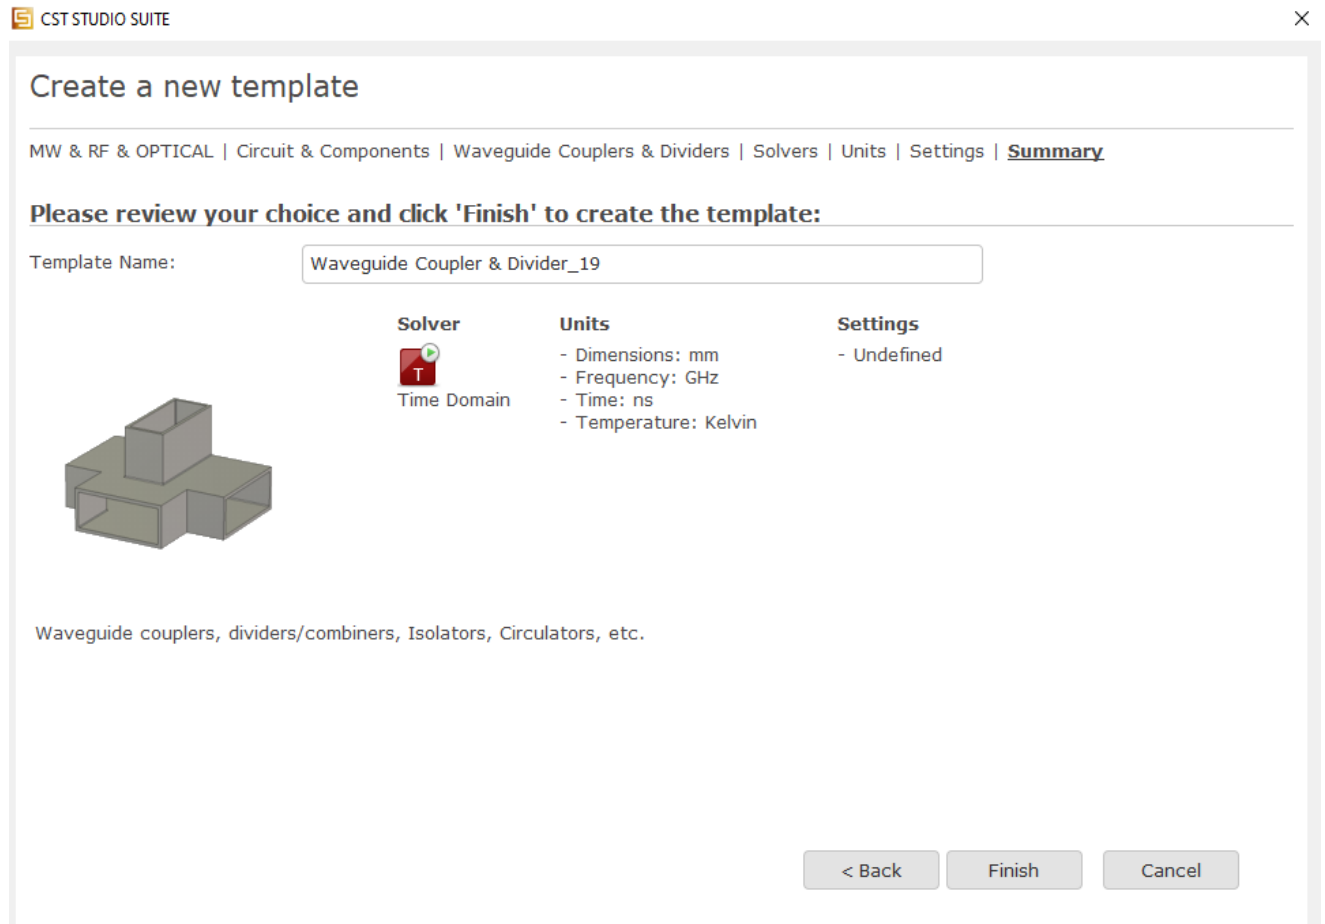 CST STUDIO SUITE
Create a new template
MW & RF & OPTICAL | Circuit & Components | Waveguide Couplers & Dividers | Solvers | Units | Settings | Summary
Please review your choice and click 'Finish' to create the template:
Template Name: Waveguide Coupler & Divider_19
Solver Units Settings
- Dimensions: mm - Undefined
T - Frequency: GHz
Time Domain - Time: ns
- Temperature: Kelvin
Waveguide couplers, dividers/combiners, Isolators, Circulators, etc.
< Back Finish Cancel